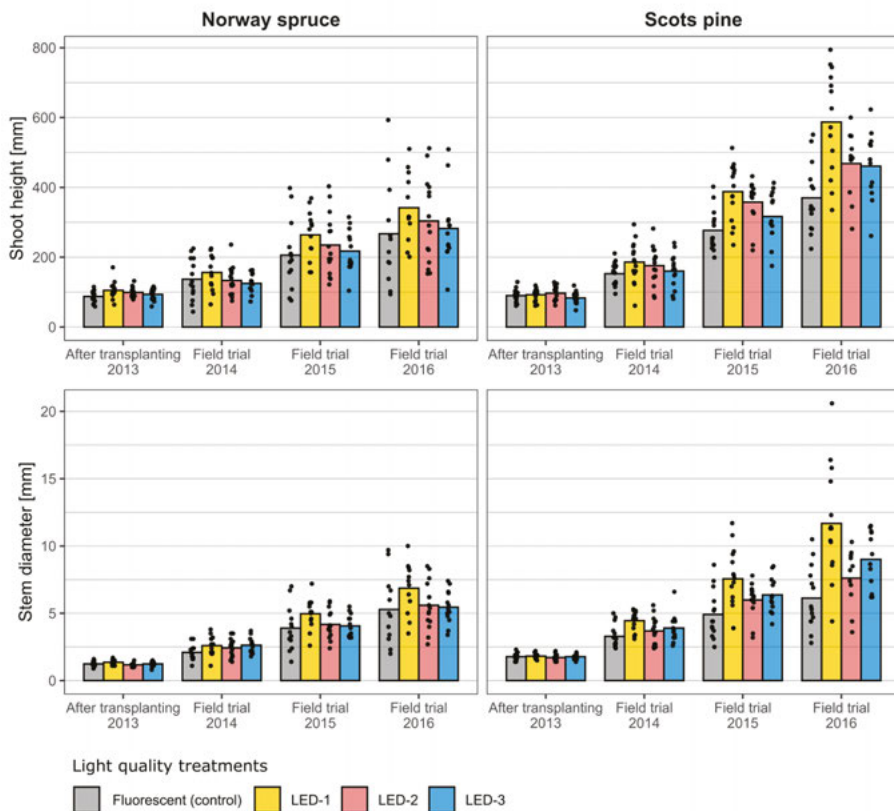 Norway spruce
Scots pine
Shoot height [mm]
800
600
400
200
0
After transplanting
2013
Field trial
2014
Field trial
2015
Field trial
2016
After transplanting
2013
Field trial
2014
Field trial
2015
Field trial
2016
Stem diameter [mm]
20
15
10
5
0
After transplanting
2013
Field trial
2014
Field trial
2015
Field trial
2016
After transplanting
2013
Field trial
2014
Field trial
2015
Field trial
2016
Light quality treatments
Fluorescent (control)
LED-1
LED-2
LED-3